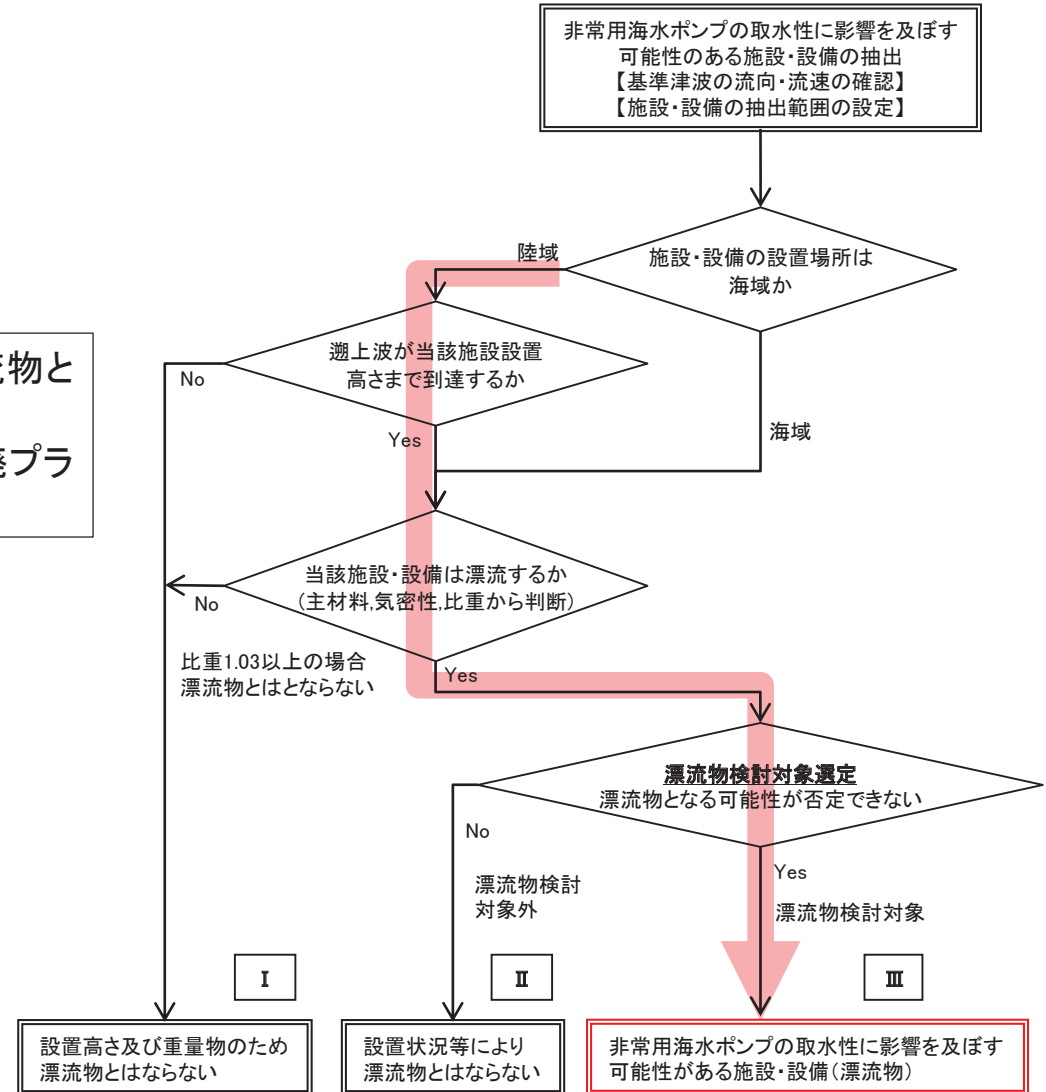 非常用海水ポンプの取水性に影響を及ぼす
可能性のある施設・設備の抽出
【基準津波の流向・流速の確認】
【施設・設備の抽出範囲の設定】
施設・設備の設置場所は
海域か
陸域
海域
遡上波が当該施設設置
高さまで到達するか
No
Yes
流物と
廃プラ
当該施設・設備は漂流するか
(主材料,気密性,比重から判断)
No
Yes
比重1.03以上の場合
漂流物とはとならない
漂流物検討対象選定
漂流物となる可能性が否定できない
No
漂流物検討
対象外
Yes
漂流物検討対象
Ⅰ
Ⅱ
Ⅲ
設置高さ及び重量物のため
漂流物とはならない
設置状況等により
漂流物とはならない
非常用海水ポンプの取水性に影響を及ぼす
可能性がある施設・設備(漂流物)